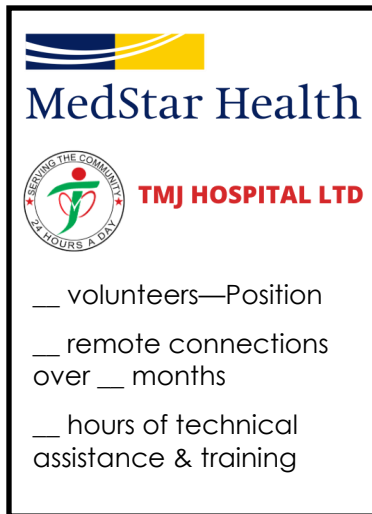 MedStar Health
SERVING THE COMMUNITY
24 HOURS A DAY
TMJ HOSPITAL LTD
__ volunteers—Position
__ remote connections
over __ months
__ hours of technical
assistance & training